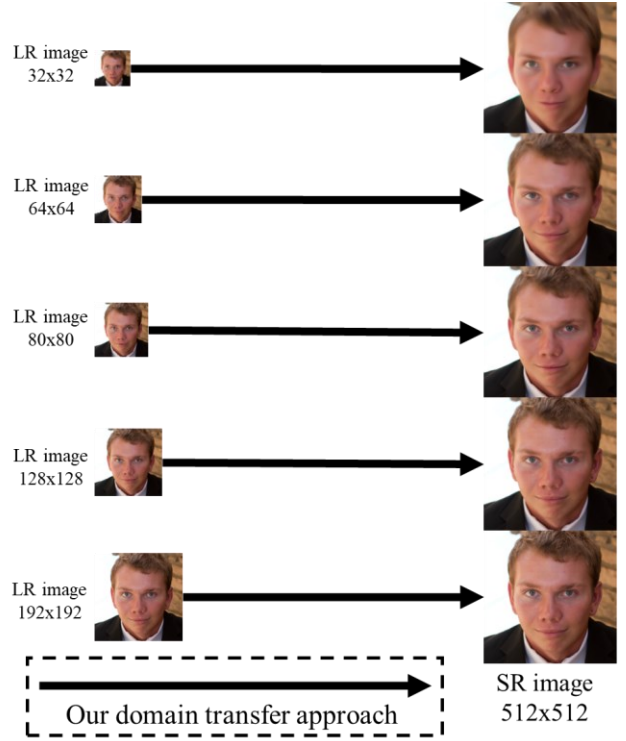 LR image
32x32
LR image
64x64
LR image
80x80
LR image
128x128
LR image
192x192
Our domain transfer approach
SR image
512x512